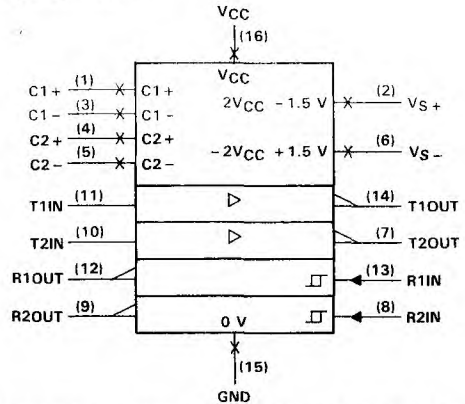 VCC
(16)
VCC
C1+ (1) C1+
C1- (3) C1-
C2+ (4) C2+
C2- (5) C2-
2VCC - 1.5 V (2) VS+
-2VCC + 1.5 V (6) VS-
T1IN (11) (14) T1OUT
T2IN (10) (7) T2OUT
R1OUT (12) (13) R1IN
R2OUT (9) (8) R2IN
0 V
(15)
GND